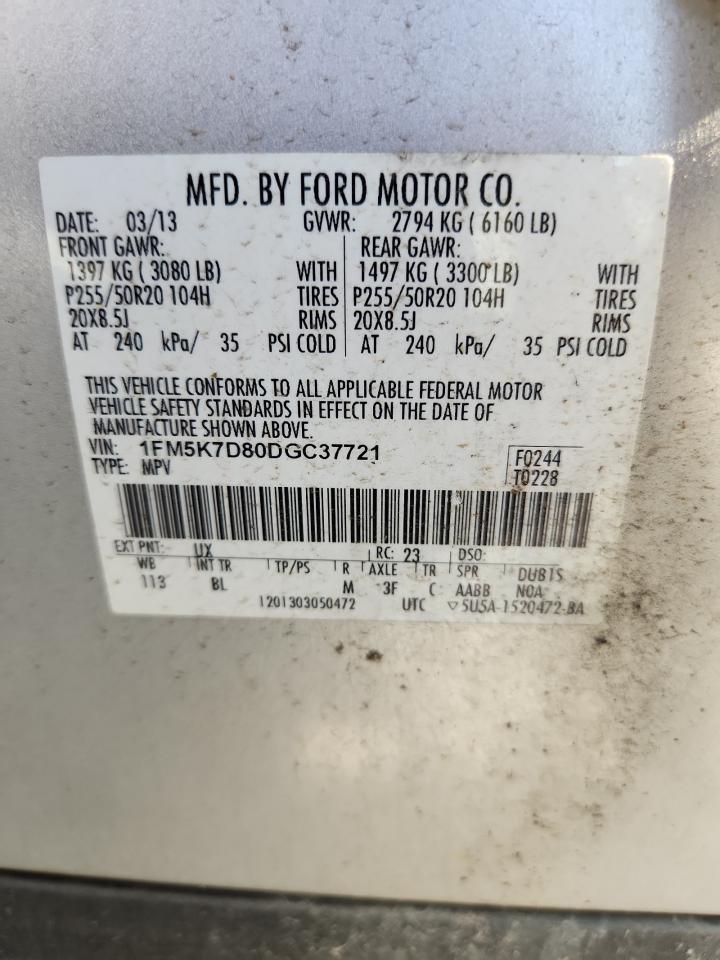 MFD. BY FORD MOTOR CO.
DATE: 03/13 GVWR: 2794 KG ( 6160 LB)
FRONT GAWR: REAR GAWR:
1397 KG ( 3080 LB) WITH 1497 KG ( 3300 LB) WITH
P255/50R20 104H TIRES P255/50R20 104H TIRES
20X8.5J RIMS 20X8.5J RIMS
AT 240 kPa/ 35 PSI COLD AT 240 kPa/ 35 PSI COLD
THIS VEHICLE CONFORMS TO ALL APPLICABLE FEDERAL MOTOR
VEHICLE SAFETY STANDARDS IN EFFECT ON THE DATE OF
MANUFACTURE SHOWN ABOVE.
VIN: 1FM5K7D80DGC37721
TYPE: MPV
F0244
T0228
EXT PNT: UX RC: 23 DSO:
WB INT TR TP/PS R AXLE TR SPR DUBIS
113 BL M 3F C AABB NOA
1201303050472 UTC ▽5U5A-1520472-BA